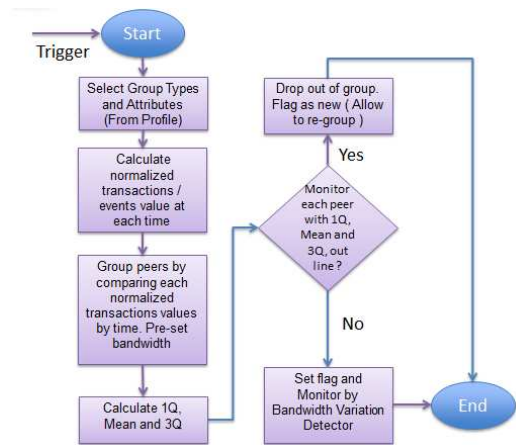 Start
Trigger
Select Group Types
and Attributes
(From Profile)
Calculate
normalized
transactions /
events value at
each time
Group peers by
comparing each
normalized
transactions values
by time. Pre-set
bandwidth
Calculate 1Q,
Mean and 3Q
Drop out of group.
Flag as new ( Allow
to re-group )
Yes
Monitor
each peer
with 1Q,
Mean and
3Q, out
line ?
No
Set flag and
Monitor by
Bandwidth Variation
Detector
End